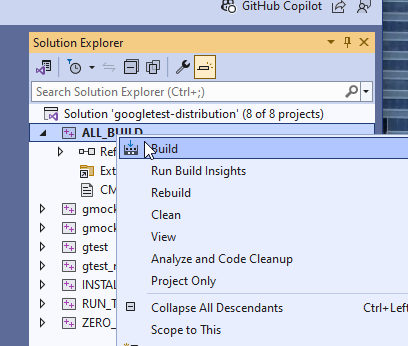 GitHub Copilot
Solution Explorer
Search Solution Explorer (Ctrl+;)
Solution 'googletest-distribution' (8 of 8 projects)
ALL_BUILD
Ref
Build
Ext
Run Build Insights
CM
Rebuild
gmock
Clean
gmock
View
gtest
Analyze and Code Cleanup
gtest_
Project Only
INSTAL
RUN_T
Collapse All Descendants Ctrl+Left
ZERO_
Scope to This